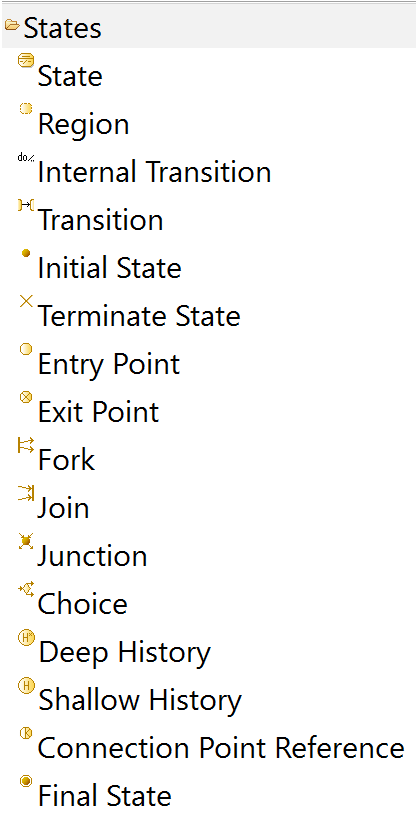 States
State
Region
do:
Internal Transition
Transition
Initial State
Terminate State
Entry Point
Exit Point
Fork
Join
Junction
Choice
H*
Deep History
H
Shallow History
K
Connection Point Reference
Final State